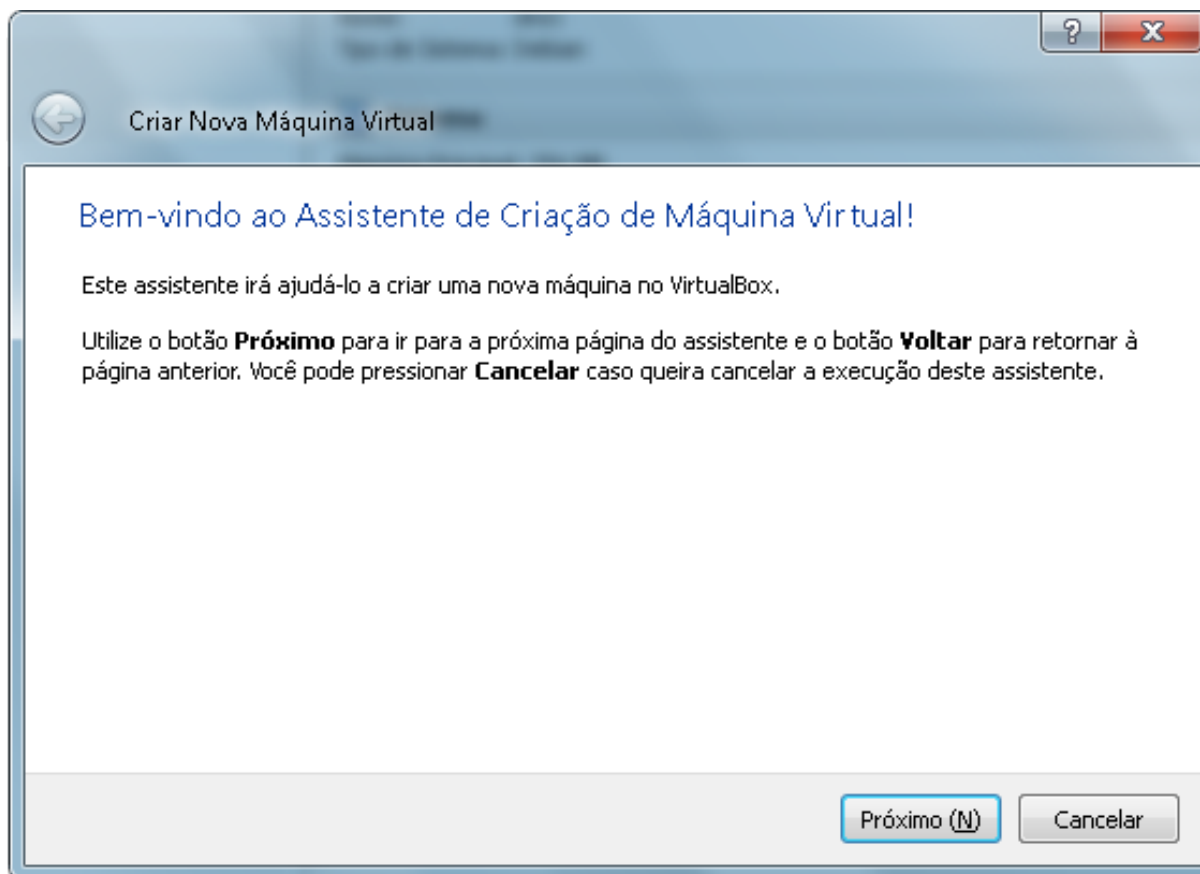 ?
X
Criar Nova Máquina Virtual
Bem-vindo ao Assistente de Criação de Máquina Virtual!
Este assistente irá ajudá-lo a criar uma nova máquina no VirtualBox.
Utilize o botão Próximo para ir para a próxima página do assistente e o botão Voltar para retornar à
página anterior. Você pode pressionar Cancelar caso queira cancelar a execução deste assistente.
Próximo (N)
Cancelar